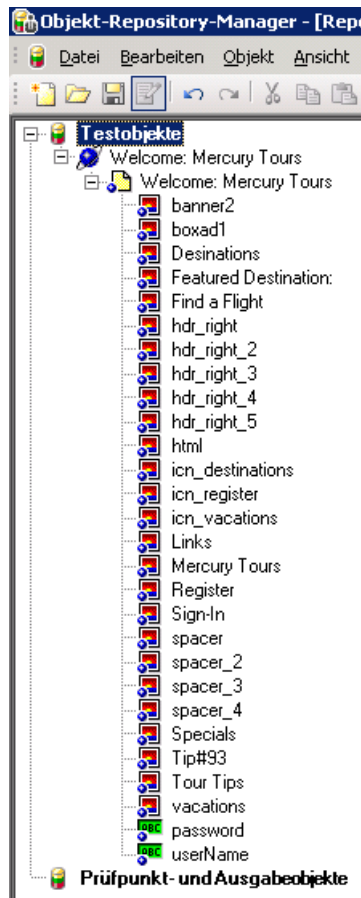 Objekt-Repository-Manager - [Repo
Datei Bearbeiten Objekt Ansicht
Testobjekte
Welcome: Mercury Tours
Welcome: Mercury Tours
banner2
boxad1
Desinations
Featured Destination:
Find a Flight
hdr_right
hdr_right_2
hdr_right_3
hdr_right_4
hdr_right_5
html
icn_destinations
icn_register
icn_vacations
Links
Mercury Tours
Register
Sign-In
spacer
spacer_2
spacer_3
spacer_4
Specials
Tip#93
Tour Tips
vacations
ABC password
ABC userName
Prüfpunkt- und Ausgabeobjekte